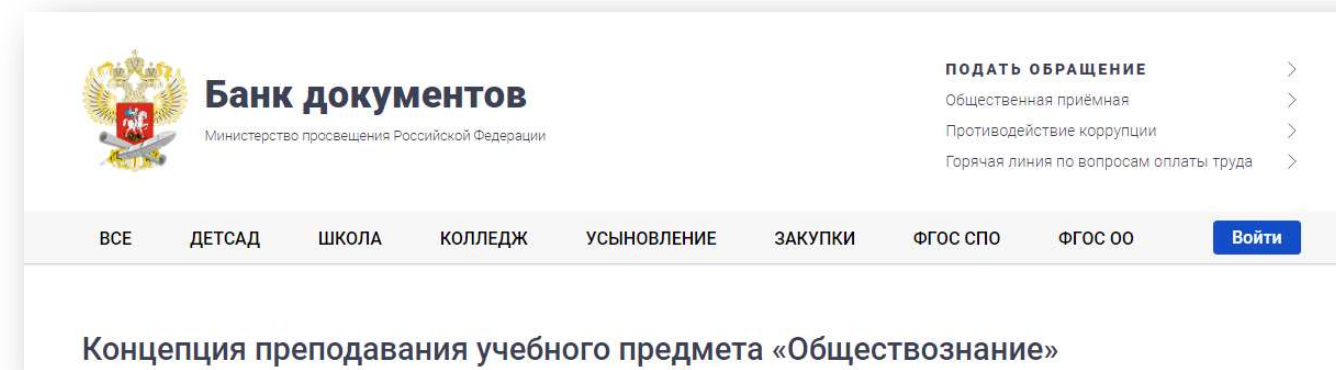 Банк документов
Министерство просвещения Российской Федерации
ПОДАТЬ ОБРАЩЕНИЕ
Общественная приёмная
Противодействие коррупции
Горячая линия по вопросам оплаты труда
ВСЕ ДЕТСАД ШКОЛА КОЛЛЕДЖ УСЫНОВЛЕНИЕ ЗАКУПКИ ФГОС СПО ФГОС ОО Войти
Концепция преподавания учебного предмета «Обществознание»